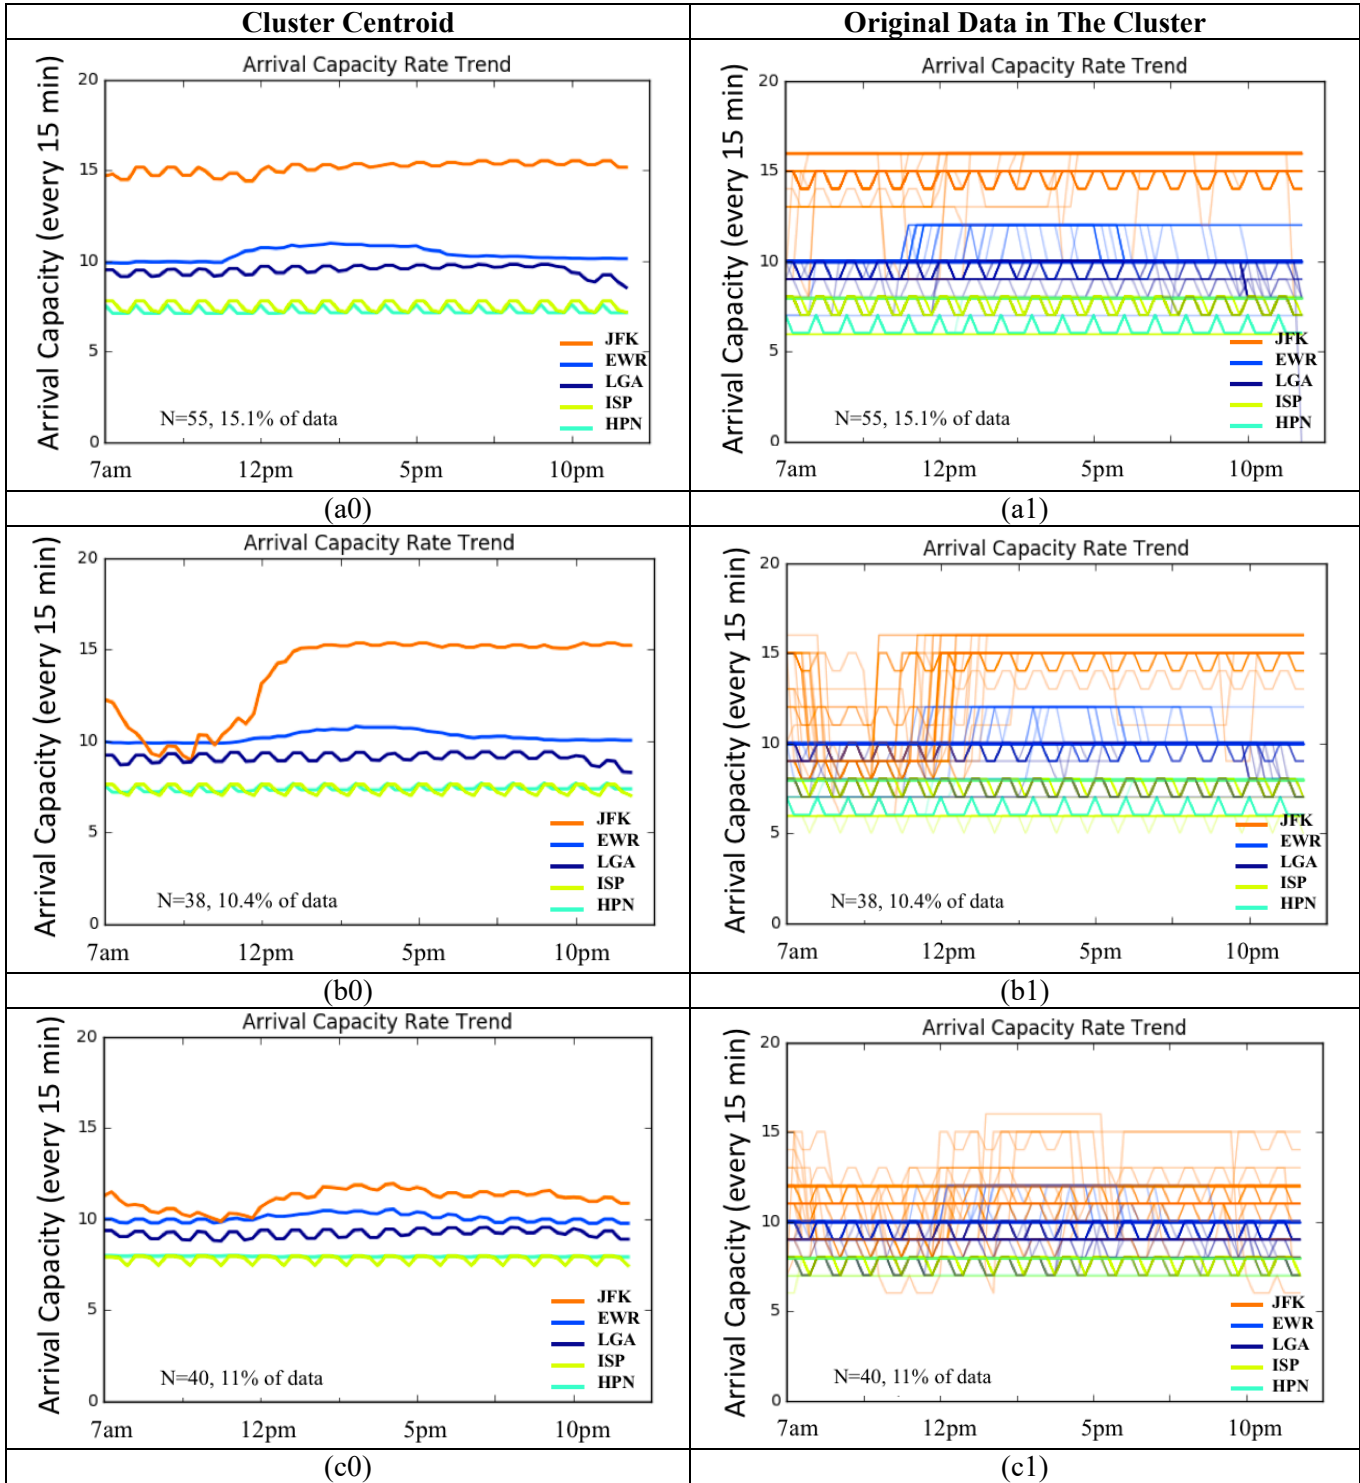 Cluster Centroid
Original Data in The Cluster
Arrival Capacity Rate Trend
Arrival Capacity (every 15 min)
20
15
10
5
0
JFK
EWR
LGA
ISP
HPN
N=55, 15.1% of data
7am 12pm 5pm 10pm
Arrival Capacity Rate Trend
Arrival Capacity (every 15 min)
20
15
10
5
0
JFK
EWR
LGA
ISP
HPN
N=55, 15.1% of data
7am 12pm 5pm 10pm
(a0)
(a1)
Arrival Capacity Rate Trend
Arrival Capacity (every 15 min)
20
15
10
5
0
JFK
EWR
LGA
ISP
HPN
N=38, 10.4% of data
7am 12pm 5pm 10pm
Arrival Capacity Rate Trend
Arrival Capacity (every 15 min)
20
15
10
5
0
JFK
EWR
LGA
ISP
HPN
N=38, 10.4% of data
7am 12pm 5pm 10pm
(b0)
(b1)
Arrival Capacity Rate Trend
Arrival Capacity (every 15 min)
20
15
10
5
0
JFK
EWR
LGA
ISP
HPN
N=40, 11% of data
7am 12pm 5pm 10pm
Arrival Capacity Rate Trend
Arrival Capacity (every 15 min)
20
15
10
5
0
JFK
EWR
LGA
ISP
HPN
N=40, 11% of data
7am 12pm 5pm 10pm
(c0)
(c1)